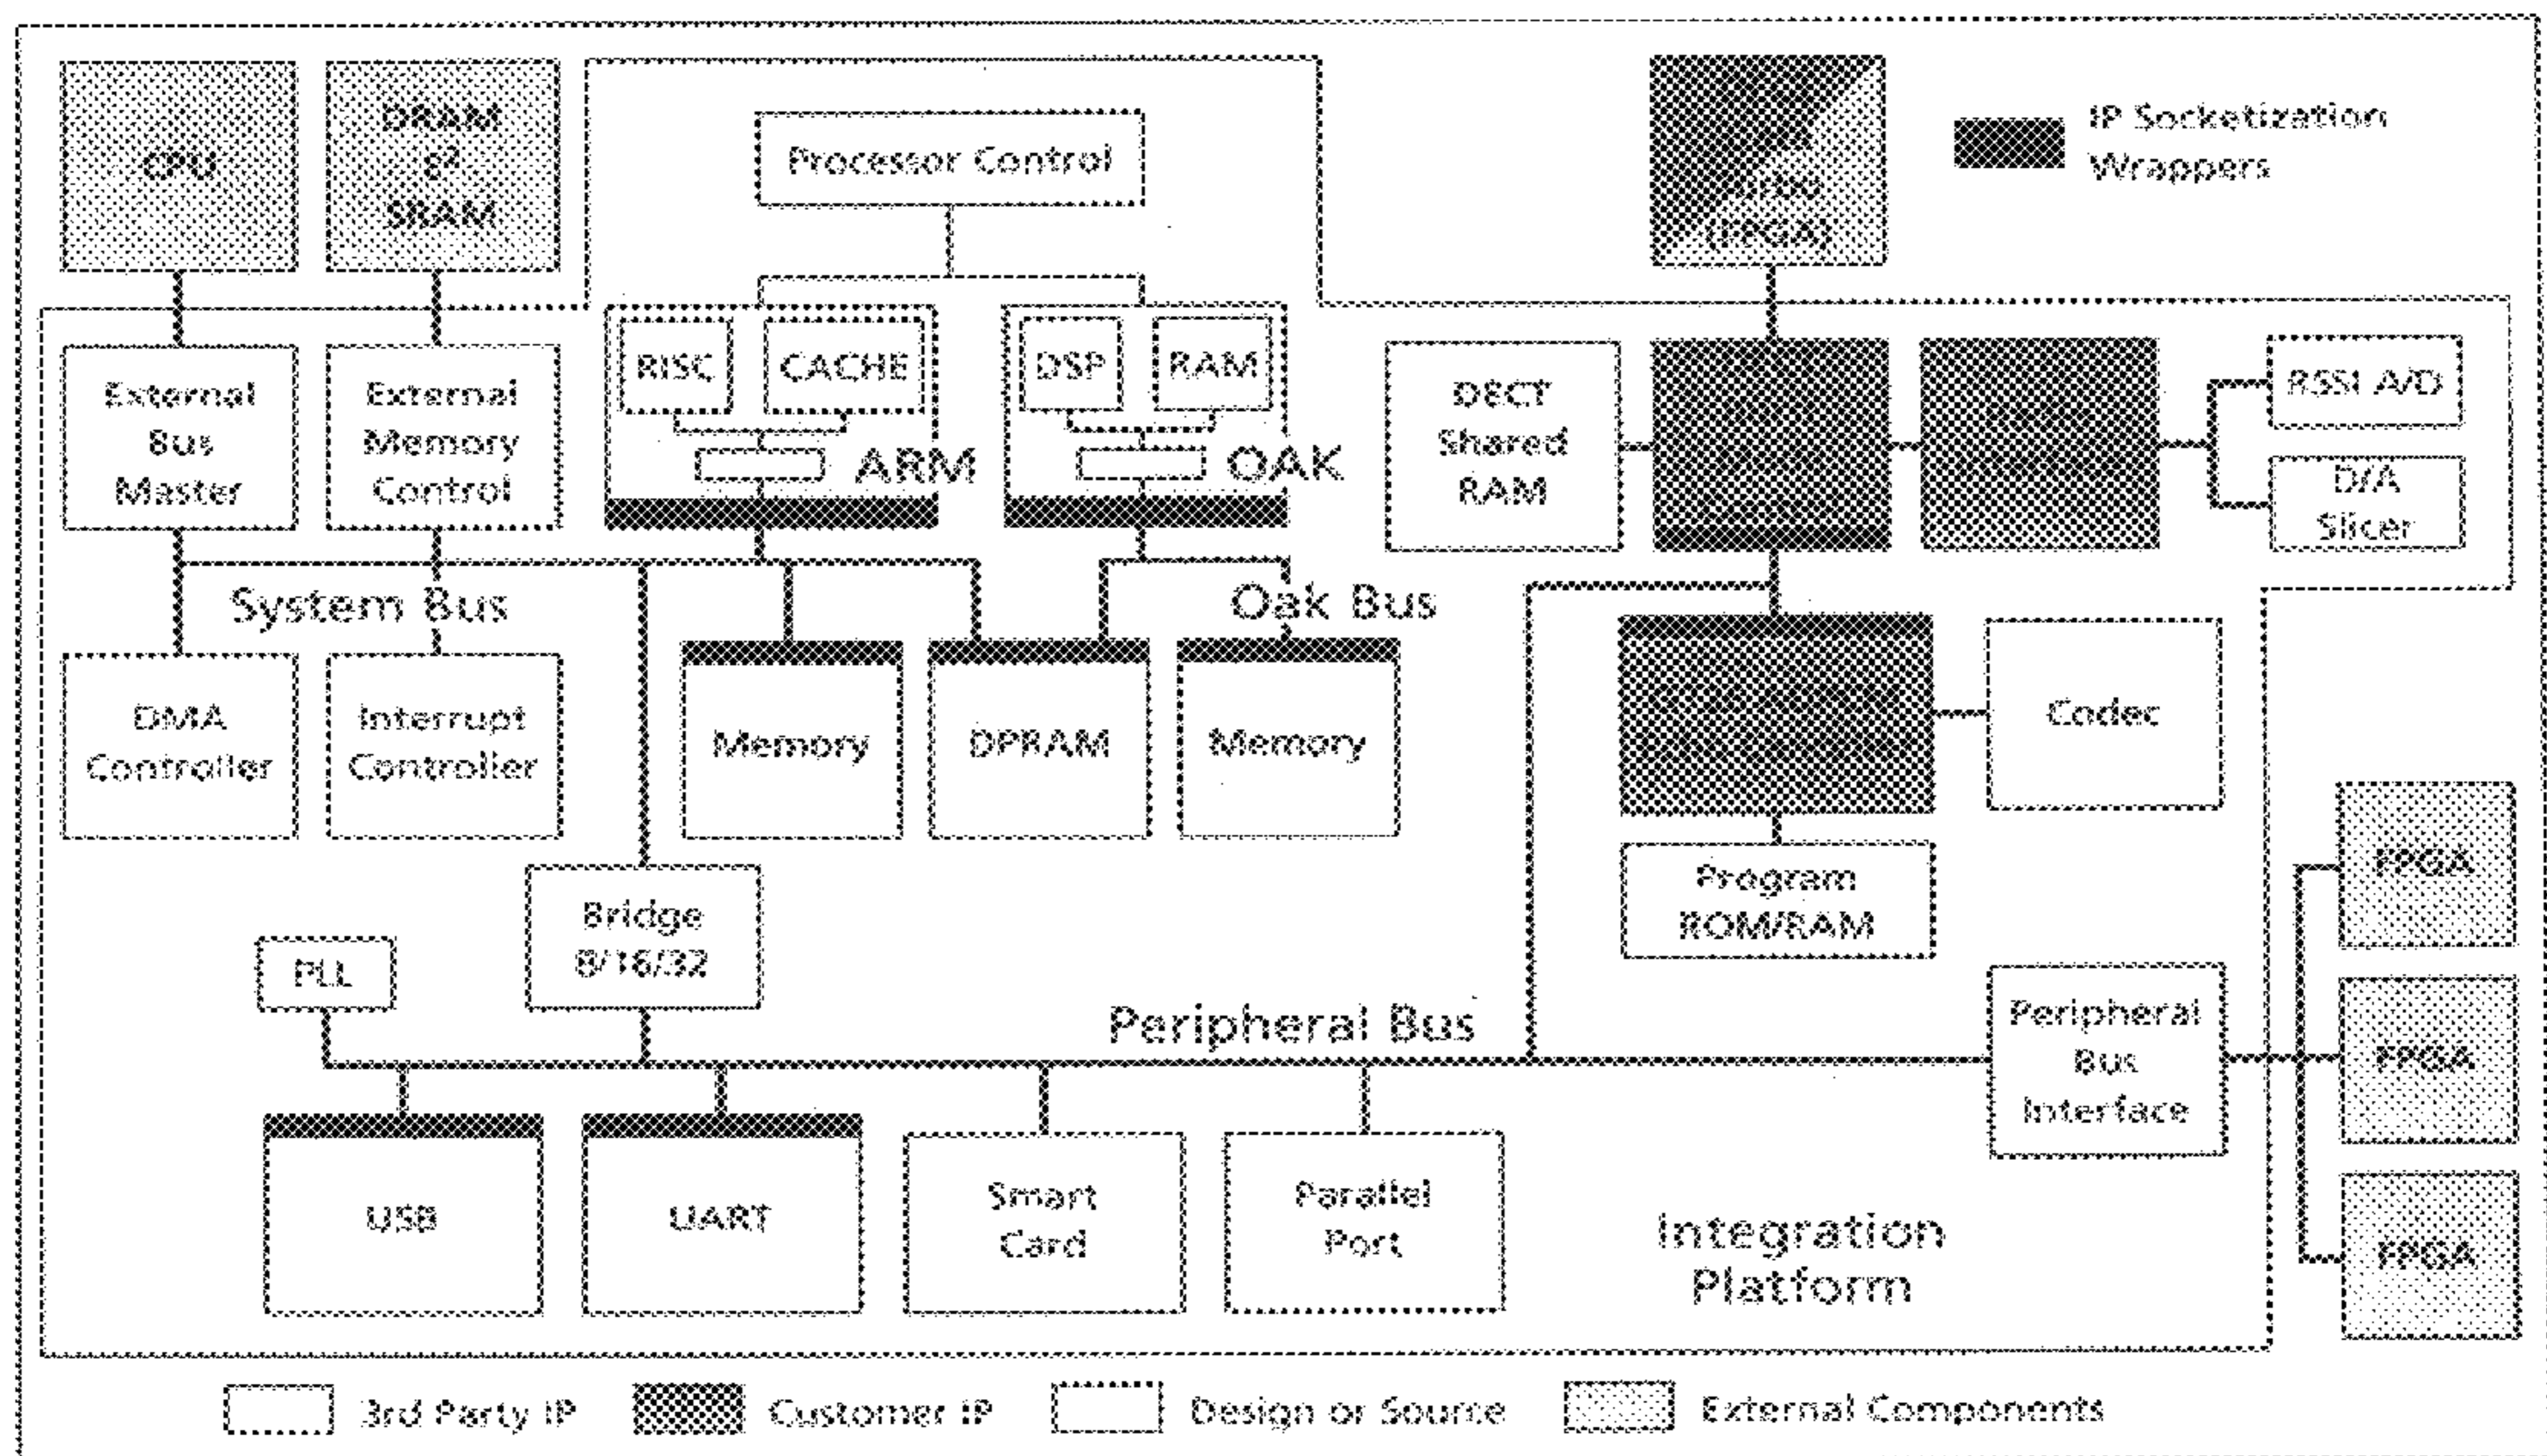 CPU
DRAM
SRAM
Processor Control
(FPGA)
IP Socketization
Wrappers
External
Bus
Master
External
Memory
Control
RISC
CACHE
ARM
DSP
RAM
OAK
DECT
Shared
RAM
RSSI A/D
D/A
Slicer
System Bus
Oak Bus
DMA
Controller
Interrupt
Controller
Memory
DPRAM
Memory
Codec
Program
ROM/RAM
Bridge
8/16/32
PLL
Peripheral Bus
Peripheral
Bus
Interface
FPGA
FPGA
FPGA
USB
UART
Smart
Card
Parallel
Port
Integration
Platform
3rd Party IP
Customer IP
Design or Source
External Components